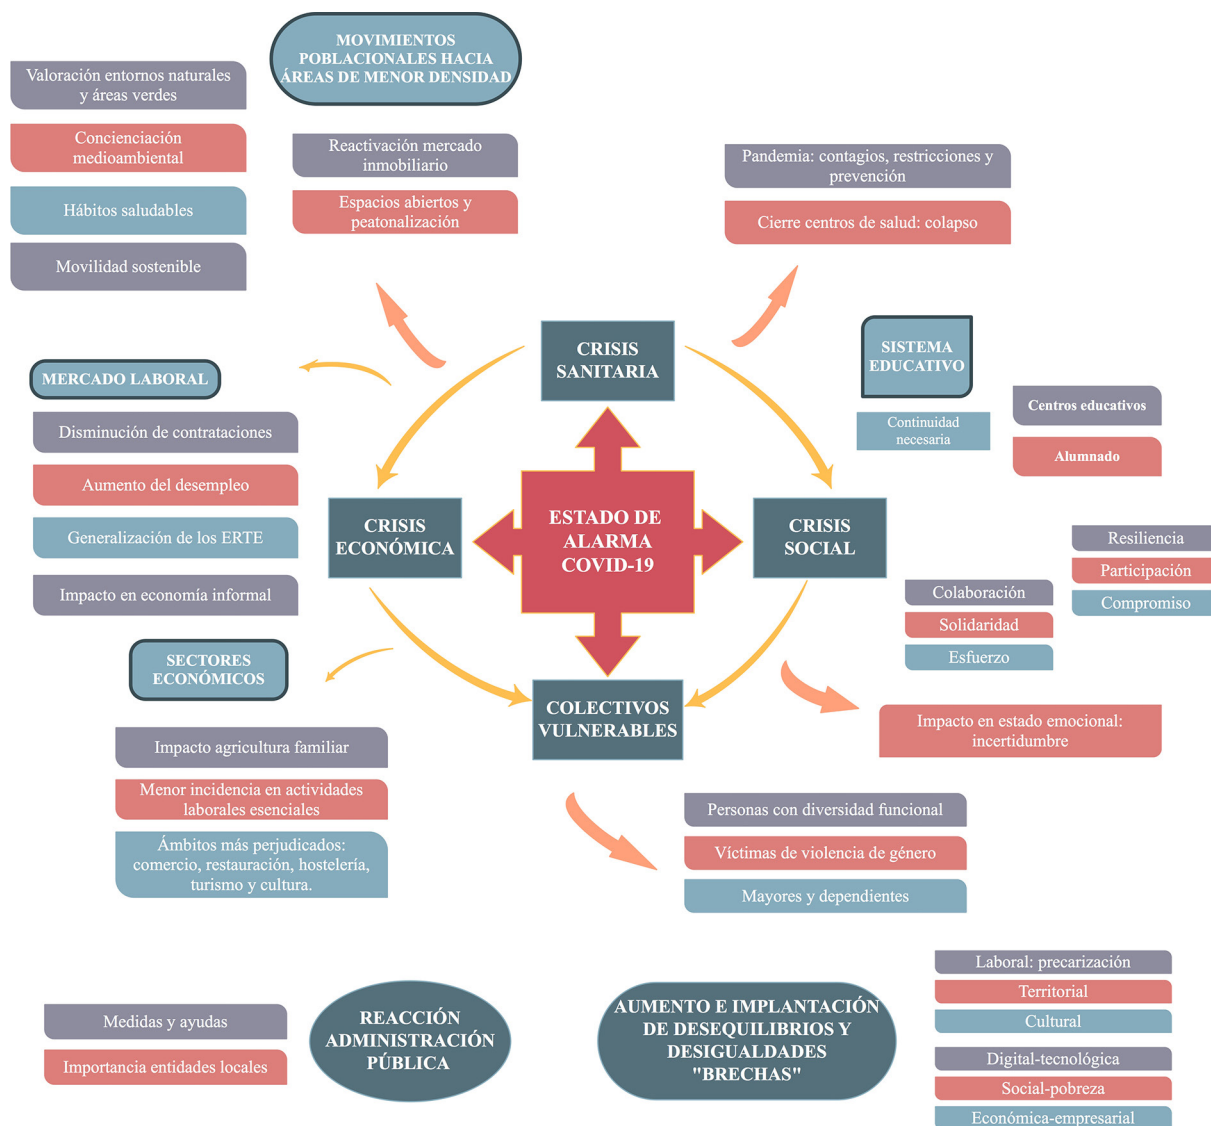 MOVIMIENTOS
POBLACIONALES HACIA
ÁREAS DE MENOR DENSIDAD
Valoración entornos naturales
y áreas verdes
Concienciación
medioambiental
Hábitos saludables
Movilidad sostenible
Reactivación mercado
inmobiliario
Espacios abiertos y
peatonalización
Pandemia: contagios, restricciones y
prevención
Cierre centros de salud: colapso
CRISIS
SANITARIA
SISTEMA
EDUCATIVO
Continuidad
necesaria
Centros educativos
Alumnado
MERCADO LABORAL
Disminución de contrataciones
Aumento del desempleo
Generalización de los ERTE
Impacto en economía informal
CRISIS
ECONÓMICA
ESTADO DE
ALARMA
COVID-19
CRISIS
SOCIAL
Resiliencia
Participación
Compromiso
Colaboración
Solidaridad
Esfuerzo
SECTORES
ECONÓMICOS
Impacto agricultura familiar
Menor incidencia en actividades
laborales esenciales
Ámbitos más perjudicados:
comercio, restauración, hostelería,
turismo y cultura.
COLECTIVOS
VULNERABLES
Impacto en estado emocional:
incertidumbre
Personas con diversidad funcional
Víctimas de violencia de género
Mayores y dependientes
Medidas y ayudas
Importancia entidades locales
REACCIÓN
ADMINISTRACIÓN
PÚBLICA
AUMENTO E IMPLANTACIÓN
DE DESEQUILIBRIOS Y
DESIGUALDADES
"BRECHAS"
Laboral: precarización
Territorial
Cultural
Digital-tecnológica
Social-pobreza
Económica-empresarial